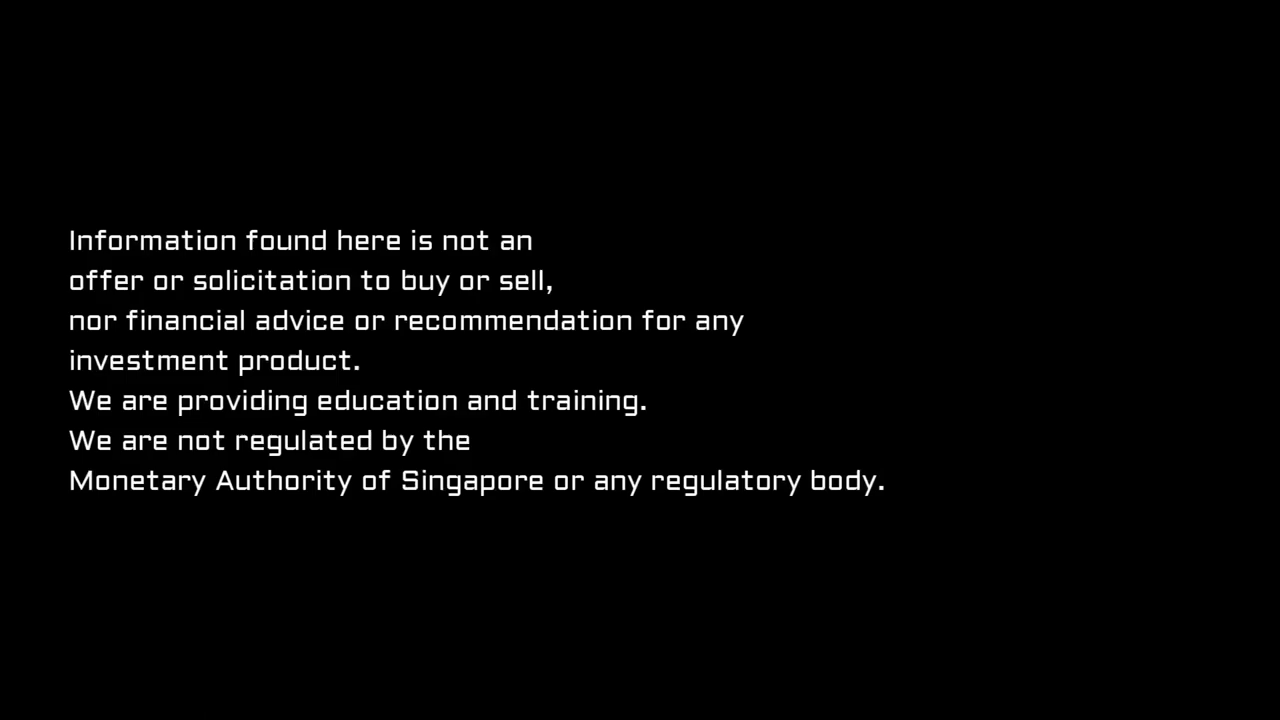 Information found here is not an
offer or solicitation to buy or sell,
nor financial advice or recommendation for any
investment product.
We are providing education and training.
We are not regulated by the
Monetary Authority of Singapore or any regulatory body.